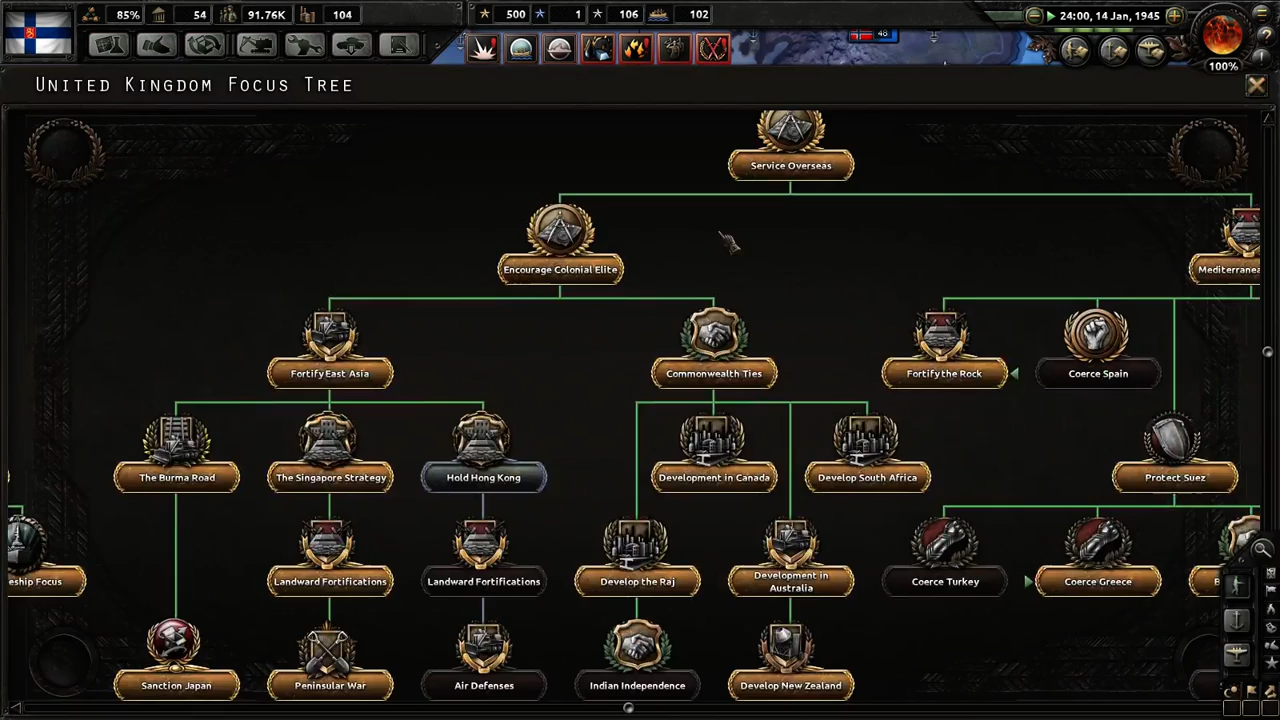 85%
54
91.76K
104
500
1
106
102
48
24:00, 14 Jan, 1945
100%
United Kingdom Focus Tree
Service Overseas
Encourage Colonial Elite
Mediterranea
Fortify East Asia
Commonwealth Ties
Fortify the Rock
Coerce Spain
The Burma Road
The Singapore Strategy
Hold Hong Kong
Development in Canada
Develop South Africa
Protect Suez
eship Focus
Landward Fortifications
Landward Fortifications
Develop the Raj
Development in
Australia
Coerce Turkey
Coerce Greece
B
Sanction Japan
Peninsular War
Air Defenses
Indian Independence
Develop New Zealand